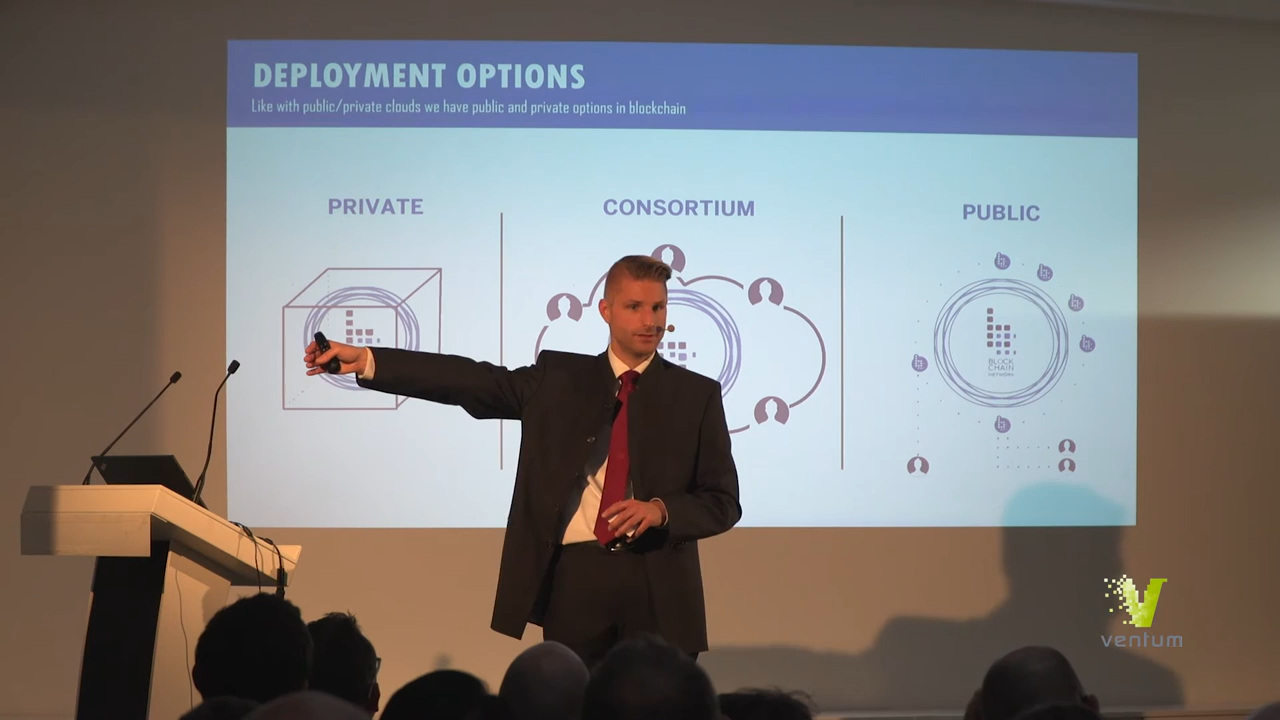 DEPLOYMENT OPTIONS
Like with public/private clouds we have public and private options in blockchain
PRIVATE
CONSORTIUM
PUBLIC
BLOCK
CHAIN
NETWORK
ventum